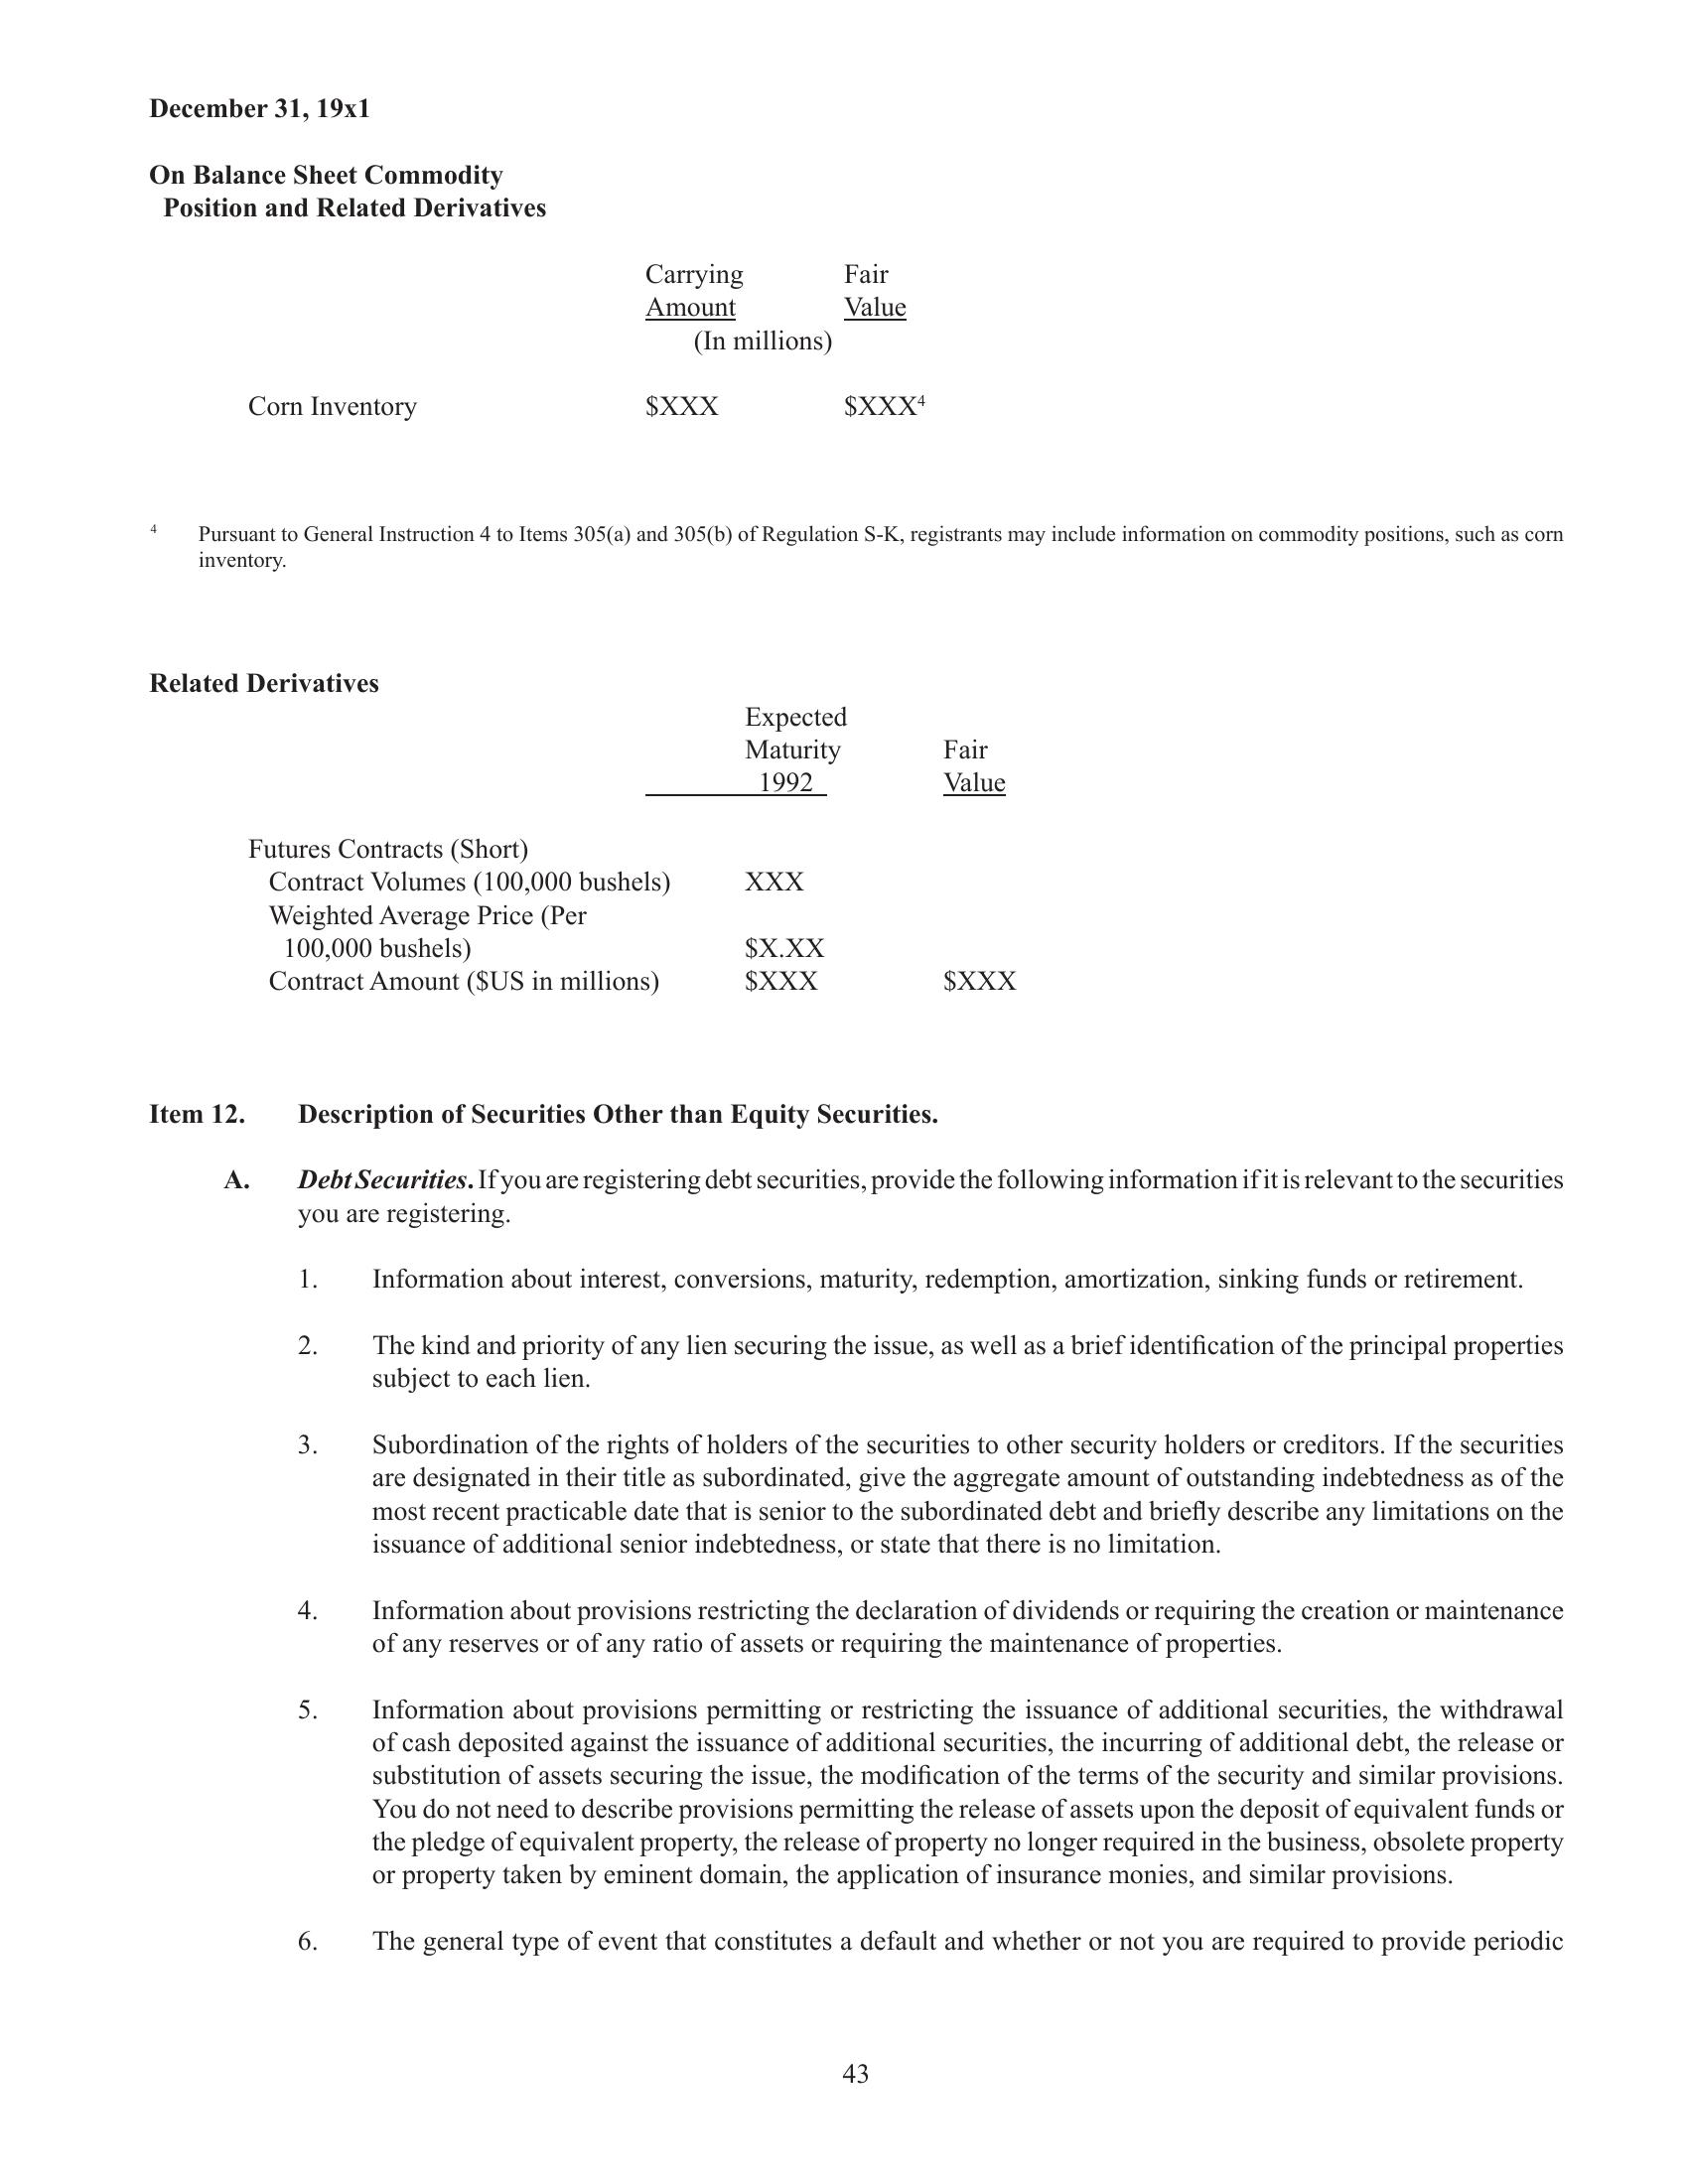 December 31, 19x1
On Balance Sheet Commodity
Position and Related Derivatives
Carrying Fair
Amount Value
(In millions)
Corn Inventory $XXX $XXX4
4 Pursuant to General Instruction 4 to Items 305(a) and 305(b) of Regulation S-K, registrants may include information on commodity positions, such as corn
inventory.
Related Derivatives
Expected
Maturity Fair
1992 Value
Futures Contracts (Short)
Contract Volumes (100,000 bushels) XXX
Weighted Average Price (Per
100,000 bushels) $X.XX
Contract Amount ($US in millions) $XXX $XXX
Item 12. Description of Securities Other than Equity Securities.
A. Debt Securities. If you are registering debt securities, provide the following information if it is relevant to the securities
you are registering.
1. Information about interest, conversions, maturity, redemption, amortization, sinking funds or retirement.
2. The kind and priority of any lien securing the issue, as well as a brief identification of the principal properties
subject to each lien.
3. Subordination of the rights of holders of the securities to other security holders or creditors. If the securities
are designated in their title as subordinated, give the aggregate amount of outstanding indebtedness as of the
most recent practicable date that is senior to the subordinated debt and briefly describe any limitations on the
issuance of additional senior indebtedness, or state that there is no limitation.
4. Information about provisions restricting the declaration of dividends or requiring the creation or maintenance
of any reserves or of any ratio of assets or requiring the maintenance of properties.
5. Information about provisions permitting or restricting the issuance of additional securities, the withdrawal
of cash deposited against the issuance of additional securities, the incurring of additional debt, the release or
substitution of assets securing the issue, the modification of the terms of the security and similar provisions.
You do not need to describe provisions permitting the release of assets upon the deposit of equivalent funds or
the pledge of equivalent property, the release of property no longer required in the business, obsolete property
or property taken by eminent domain, the application of insurance monies, and similar provisions.
6. The general type of event that constitutes a default and whether or not you are required to provide periodic
43